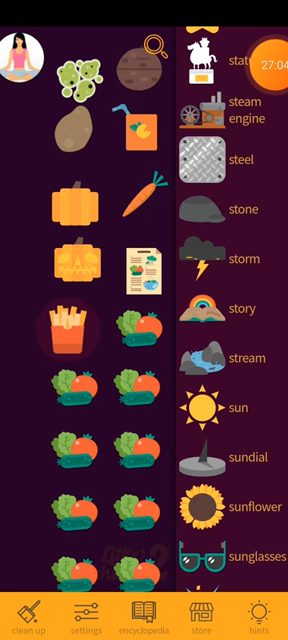 stat
27:04
steam
engine
steel
stone
storm
story
stream
sun
sundial
sunflower
sunglasses
clean up
settings
encyclopedia
store
hints